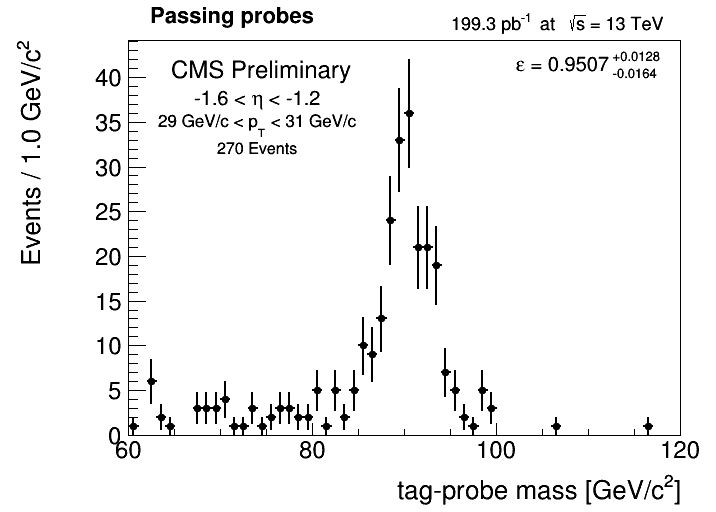 Passing probes
199.3 pb⁻¹ at √s = 13 TeV
CMS Preliminary
-1.6 < η < -1.2
29 GeV/c < p_T < 31 GeV/c
270 Events
ε = 0.9507 +0.0128 -0.0164
Events / 1.0 GeV/c²
40
35
30
25
20
15
10
5
0
60 80 100 120
tag-probe mass [GeV/c²]